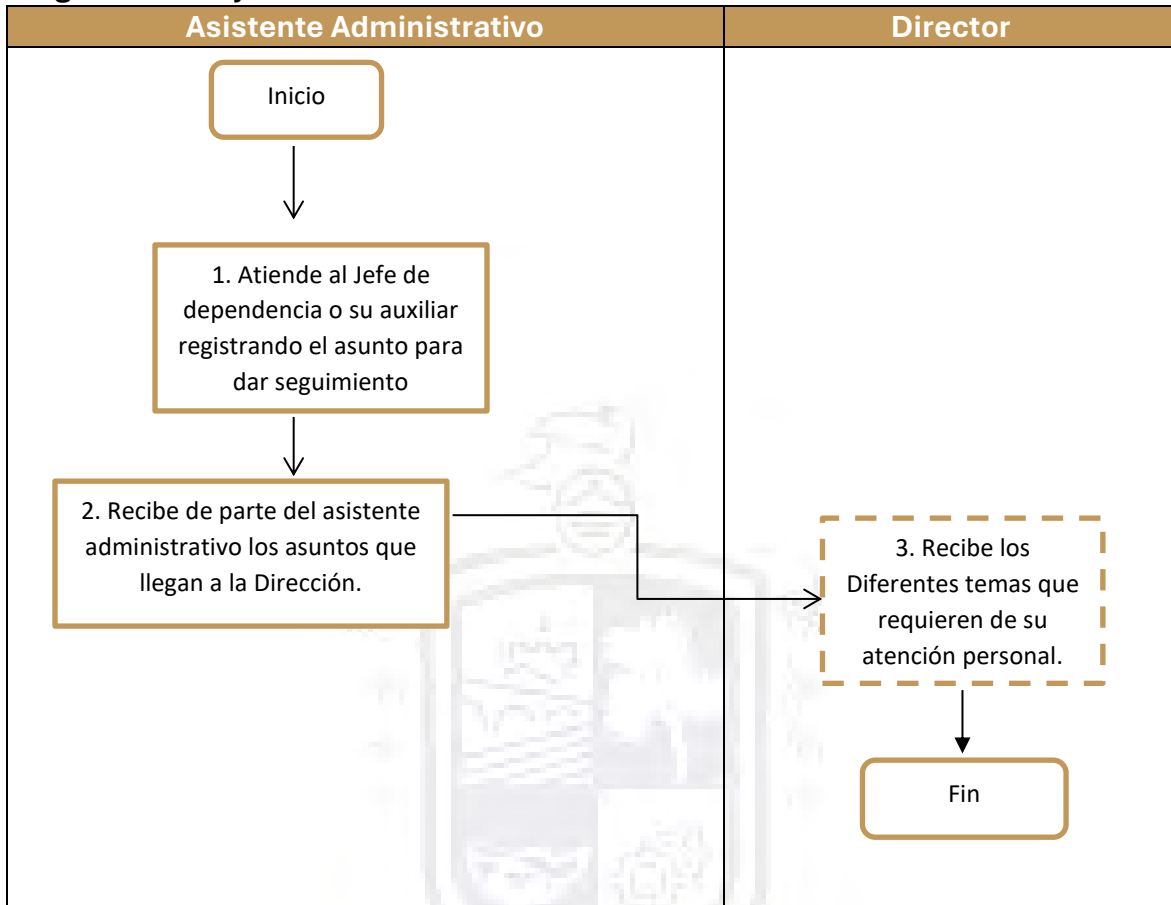 Asistente Administrativo
Director
Inicio
1. Atiende al Jefe de
dependencia o su auxiliar
registrando el asunto para
dar seguimiento
2. Recibe de parte del asistente
administrativo los asuntos que
llegan a la Dirección.
3. Recibe los
Diferentes temas que
requieren de su
atención personal.
Fin